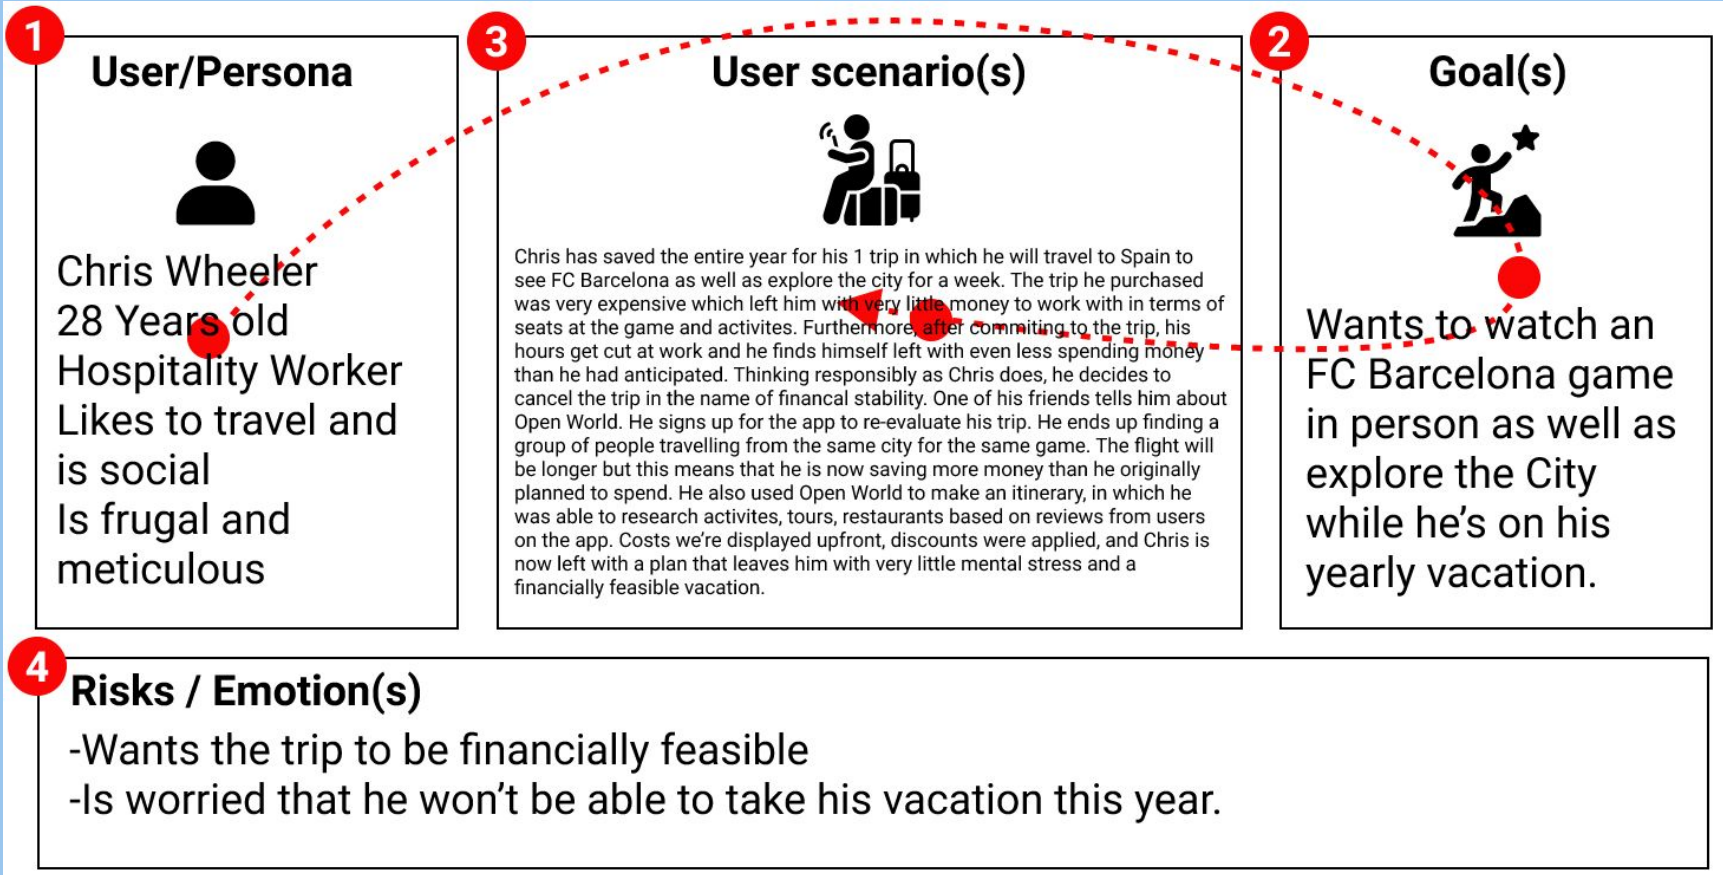 1
User/Persona
Chris Wheeler
28 Years old
Hospitality Worker
Likes to travel and
is social
Is frugal and
meticulous
3
User scenario(s)
Chris has saved the entire year for his 1 trip in which he will travel to Spain to
see FC Barcelona as well as explore the city for a week. The trip he purchased
was very expensive which left him with very little money to work with in terms of
seats at the game and activites. Furthermore, after commiting to the trip, his
hours get cut at work and he finds himself left with even less spending money
than he had anticipated. Thinking responsibly as Chris does, he decides to
cancel the trip in the name of financal stability. One of his friends tells him about
Open World. He signs up for the app to re-evaluate his trip. He ends up finding a
group of people travelling from the same city for the same game. The flight will
be longer but this means that he is now saving more money than he originally
planned to spend. He also used Open World to make an itinerary, in which he
was able to research activites, tours, restaurants based on reviews from users
on the app. Costs we're displayed upfront, discounts were applied, and Chris is
now left with a plan that leaves him with very little mental stress and a
financially feasible vacation.
2
Goal(s)
Wants to watch an
FC Barcelona game
in person as well as
explore the City
while he's on his
yearly vacation.
4
Risks / Emotion(s)
-Wants the trip to be financially feasible
-Is worried that he won't be able to take his vacation this year.